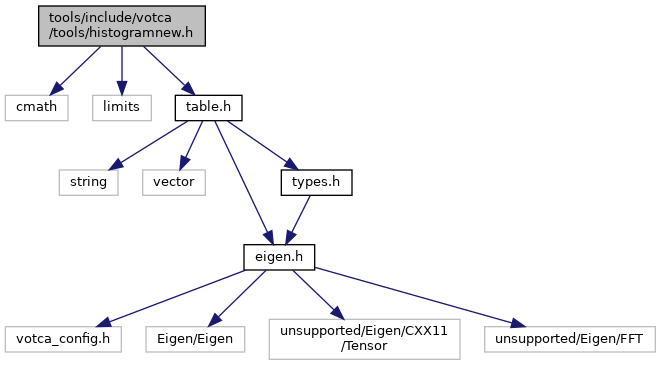 tools/include/votca
/tools/histogramnew.h
cmath
limits
table.h
string
vector
types.h
eigen.h
votca_config.h
Eigen/Eigen
unsupported/Eigen/CXX11
/Tensor
unsupported/Eigen/FFT